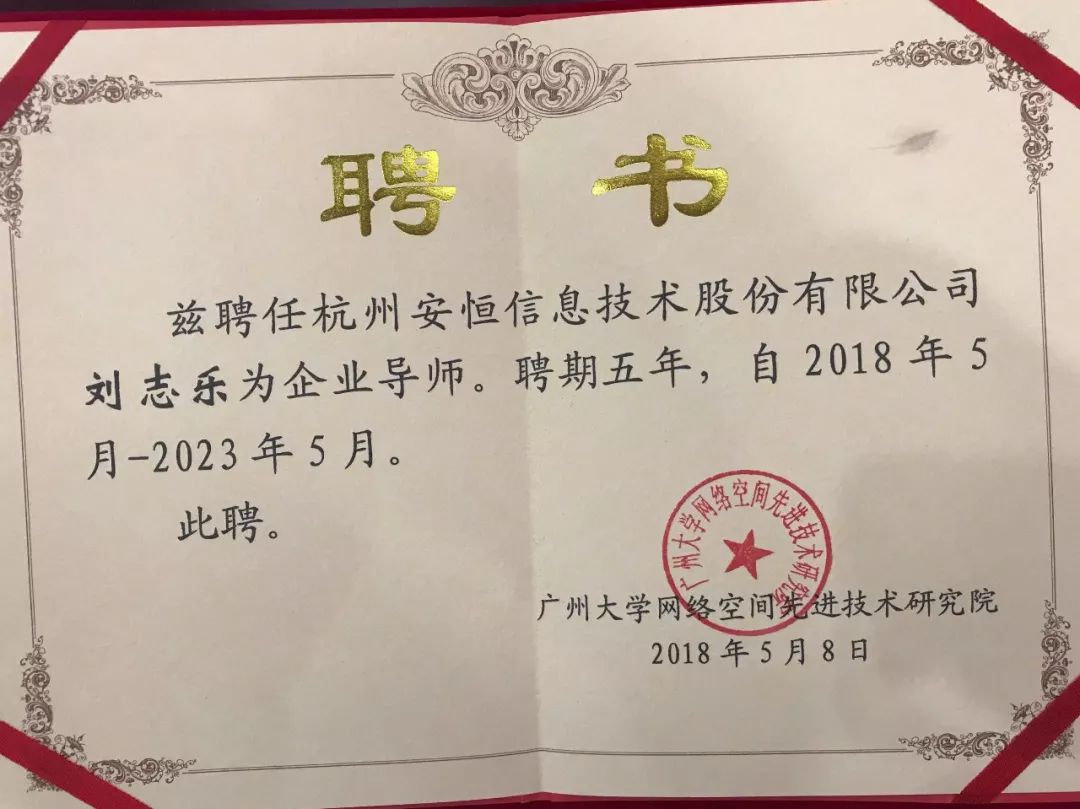 聘 书
兹聘任杭州安恒信息技术股份有限公司
刘志乐为企业导师。聘期五年，自 2018 年 5
月-2023 年 5 月。
此聘。
广州大学网络空间先进技术研究院
广州大学网络空间先进技术研究院
2018 年 5 月 8 日